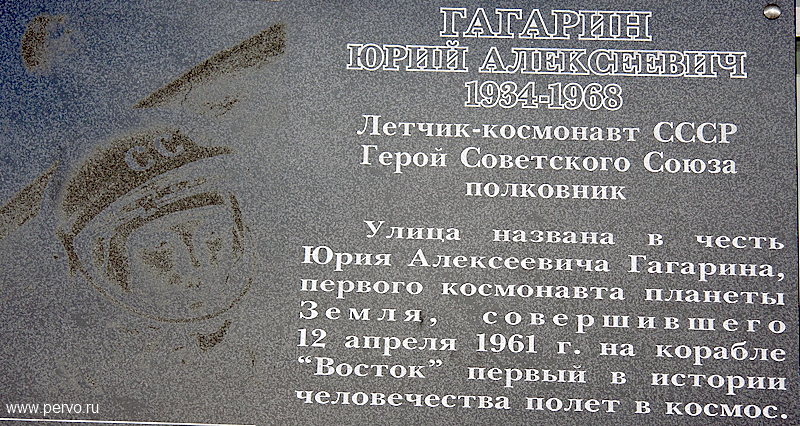 ГАГАРИН
ЮРИЙ АЛЕКСЕЕВИЧ
1934-1968
Летчик-космонавт СССР
Герой Советского Союза
полковник
Улица названа в честь
Юрия Алексеевича Гагарина,
первого космонавта планеты
Земля, совершившего
12 апреля 1961 г. на корабле
“Восток” первый в истории
человечества полет в космос.
СССР
www.pervo.ru